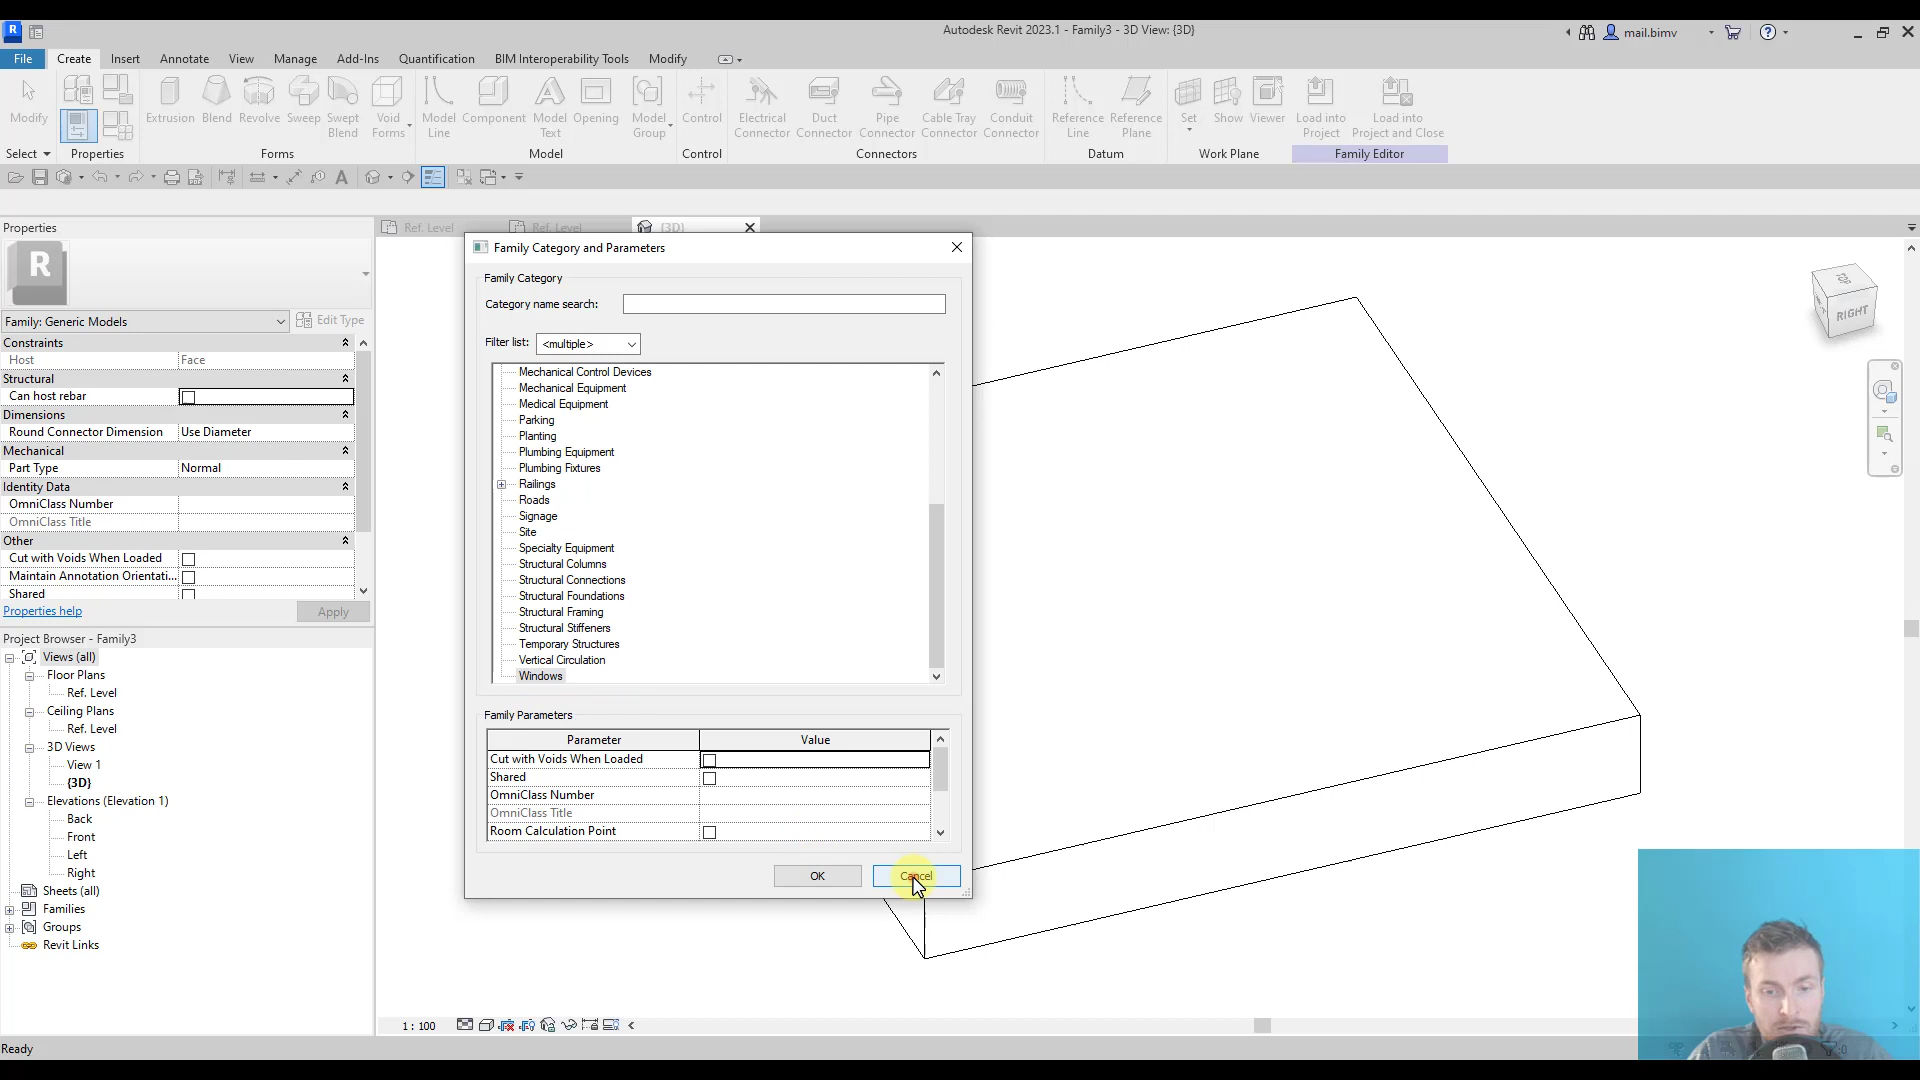 R
Autodesk Revit 2023.1 - Family3 - 3D View: {3D}
mail.bimv
File
Create
Insert
Annotate
View
Manage
Add-Ins
Quantification
BIM Interoperability Tools
Modify
Modify
Extrusion
Blend
Revolve
Sweep
Swept
Blend
Void
Forms
Model
Line
Component
Model
Text
Opening
Model
Group
Control
Electrical
Connector
Duct
Connector
Pipe
Connector
Cable Tray
Connector
Conduit
Connector
Reference
Line
Reference
Plane
Set
Show
Viewer
Load into
Project
Load into
Project and Close
Select
Properties
Forms
Model
Control
Connectors
Datum
Work Plane
Family Editor
Properties
R
Family: Generic Models
Edit Type
Constraints
Host
Face
Structural
Can host rebar
Dimensions
Round Connector Dimension
Use Diameter
Mechanical
Part Type
Normal
Identity Data
OmniClass Number
OmniClass Title
Other
Cut with Voids When Loaded
Maintain Annotation Orientati...
Shared
Properties help
Apply
Project Browser - Family3
Views (all)
Floor Plans
Ref. Level
Ceiling Plans
Ref. Level
3D Views
View 1
{3D}
Elevations (Elevation 1)
Back
Front
Left
Right
Sheets (all)
Families
Groups
Revit Links
Ready
Ref. Level
Ref. Level
{3D}
Family Category and Parameters
Family Category
Category name search:
Filter list:
<multiple>
Mechanical Control Devices
Mechanical Equipment
Medical Equipment
Parking
Planting
Plumbing Equipment
Plumbing Fixtures
Railings
Roads
Signage
Site
Specialty Equipment
Structural Columns
Structural Connections
Structural Foundations
Structural Framing
Structural Stiffeners
Temporary Structures
Vertical Circulation
Windows
Family Parameters
Parameter
Value
Cut with Voids When Loaded
Shared
OmniClass Number
OmniClass Title
Room Calculation Point
OK
Cancel
TOP
RIGHT
1 : 100
:0